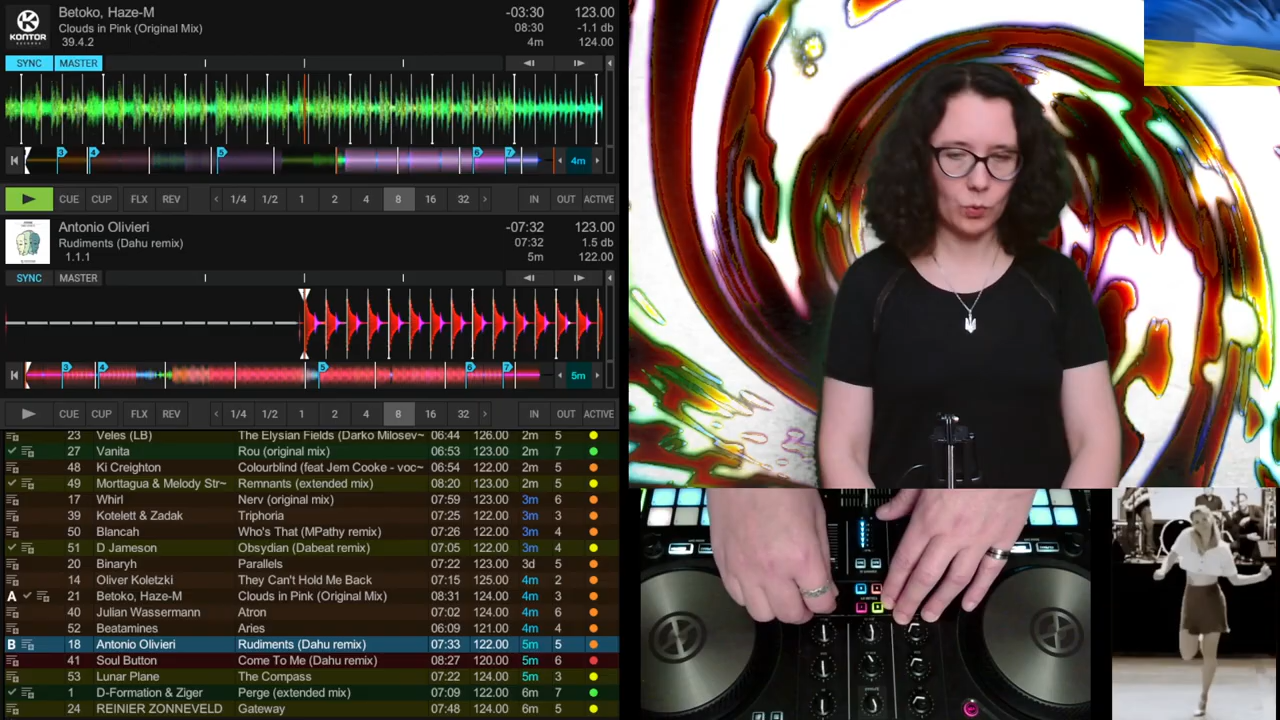 KONTOR
RECORDS
Betoko, Haze-M
-03:30
123.00
Clouds in Pink (Original Mix)
08:30
-1.1 db
39.4.2
4m
124.00
SYNC MASTER
3 4 5 6 7 4m
CUE CUP FLX REV 1/4 1/2 1 2 4 8 16 32 IN OUT ACTIVE
Antonio Olivieri
-07:32
123.00
Rudiments (Dahu remix)
07:32
1.5 db
1.1.1
5m
122.00
SYNC MASTER
3 4 5 6 7 5m
CUE CUP FLX REV 1/4 1/2 1 2 4 8 16 32 IN OUT ACTIVE
23 Veles (LB) The Elysian Fields (Darko Milosev~ 06:44 126.00 2m 5
27 Vanita Rou (original mix) 06:53 123.00 2m 7
48 Ki Creighton Colourblind (feat Jem Cooke - voc~ 06:54 122.00 2m 5
49 Morttagua & Melody Str~ Remnants (extended mix) 08:20 123.00 2m 5
17 Whirl Nerv (original mix) 07:59 123.00 3m 6
39 Kotelett & Zadak Triphoria 07:25 122.00 3m 3
50 Blancah Who's That (MPathy remix) 07:26 122.00 3m 4
51 D Jameson Obsydian (Dabeat remix) 07:05 122.00 3m 4
20 Binaryh Parallels 07:22 123.00 3d 5
14 Oliver Koletzki They Can't Hold Me Back 07:15 125.00 4m 2
A 21 Betoko, Haze-M Clouds in Pink (Original Mix) 08:31 124.00 4m 3
40 Julian Wassermann Atron 07:02 124.00 4m 6
52 Beatamines Aries 06:09 121.00 4m 4
B 18 Antonio Olivieri Rudiments (Dahu remix) 07:33 122.00 5m 5
41 Soul Button Come To Me (Dahu remix) 08:27 120.00 5m 6
53 Lunar Plane The Compass 07:22 124.00 5m 3
1 D-Formation & Ziger Perge (extended mix) 07:09 122.00 6m 7
24 REINIER ZONNEVELD Gateway 07:48 124.00 6m 5